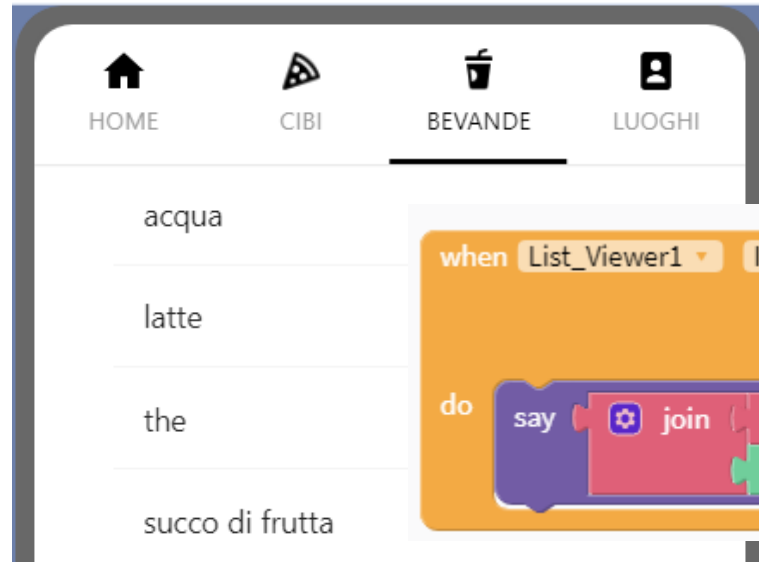 HOME CIBI BEVANDE LUOGHI
acqua
latte
the
succo di frutta
when List_Viewer1
do say join